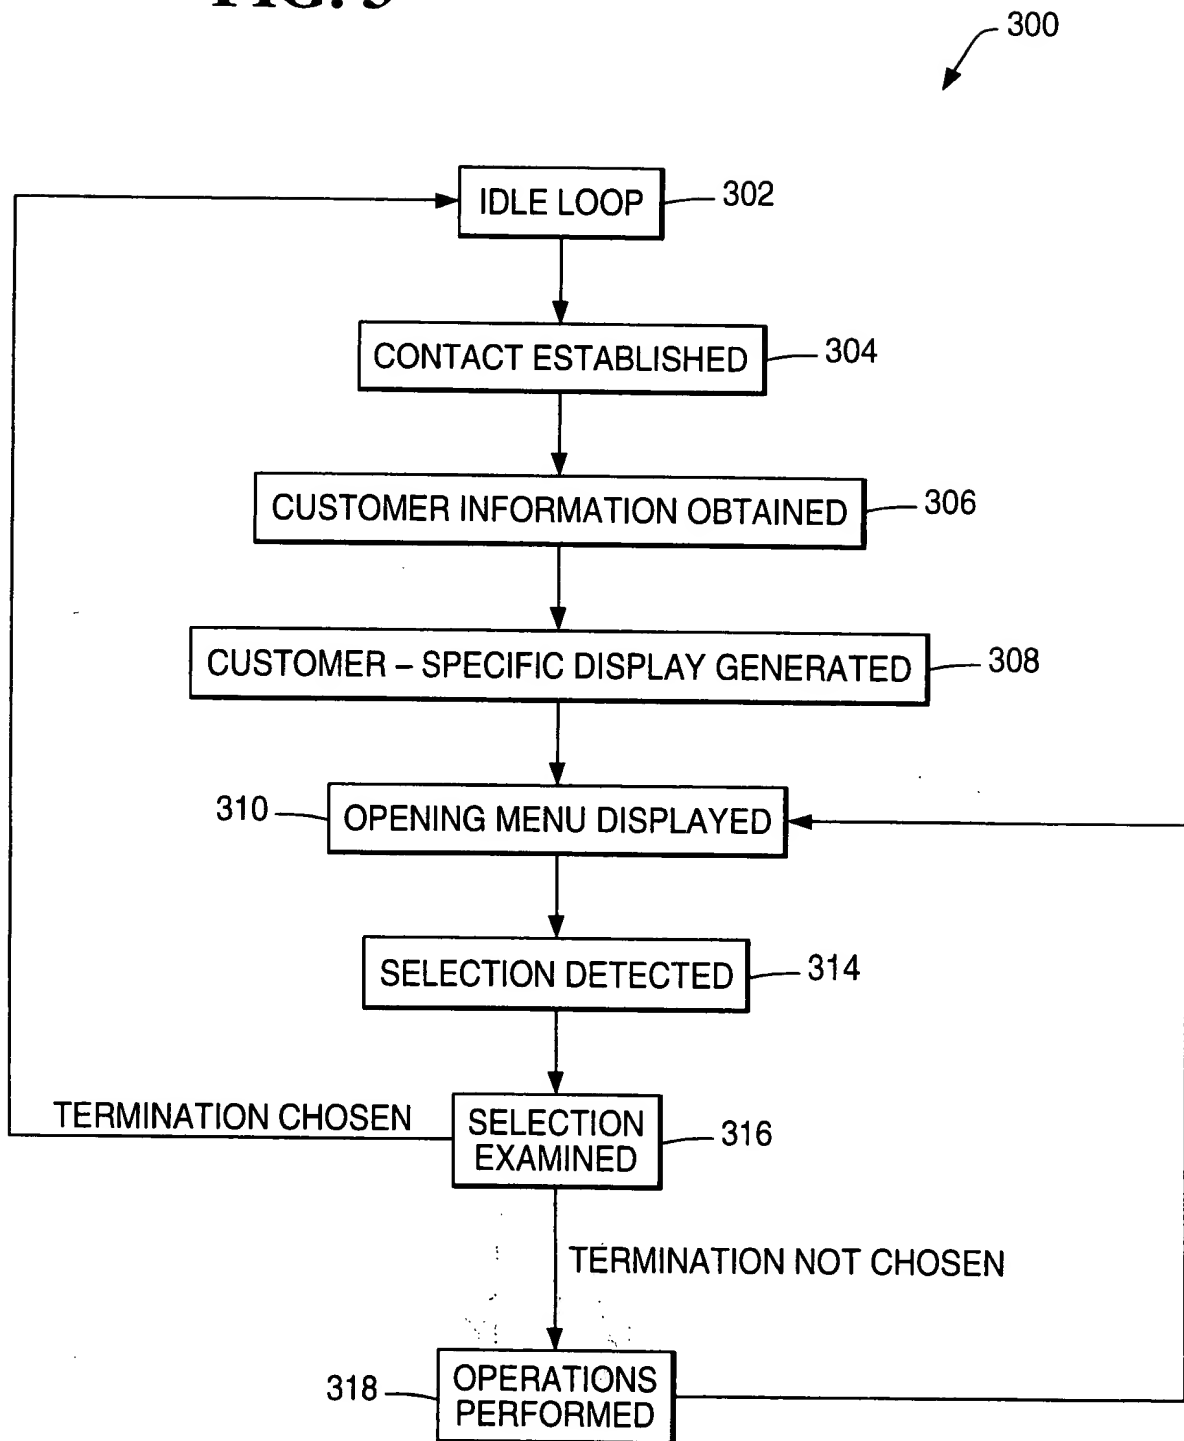 300
IDLE LOOP
302
CONTACT ESTABLISHED
304
CUSTOMER INFORMATION OBTAINED
306
CUSTOMER – SPECIFIC DISPLAY GENERATED
308
310
OPENING MENU DISPLAYED
SELECTION DETECTED
314
TERMINATION CHOSEN
SELECTION
EXAMINED
316
TERMINATION NOT CHOSEN
318
OPERATIONS
PERFORMED